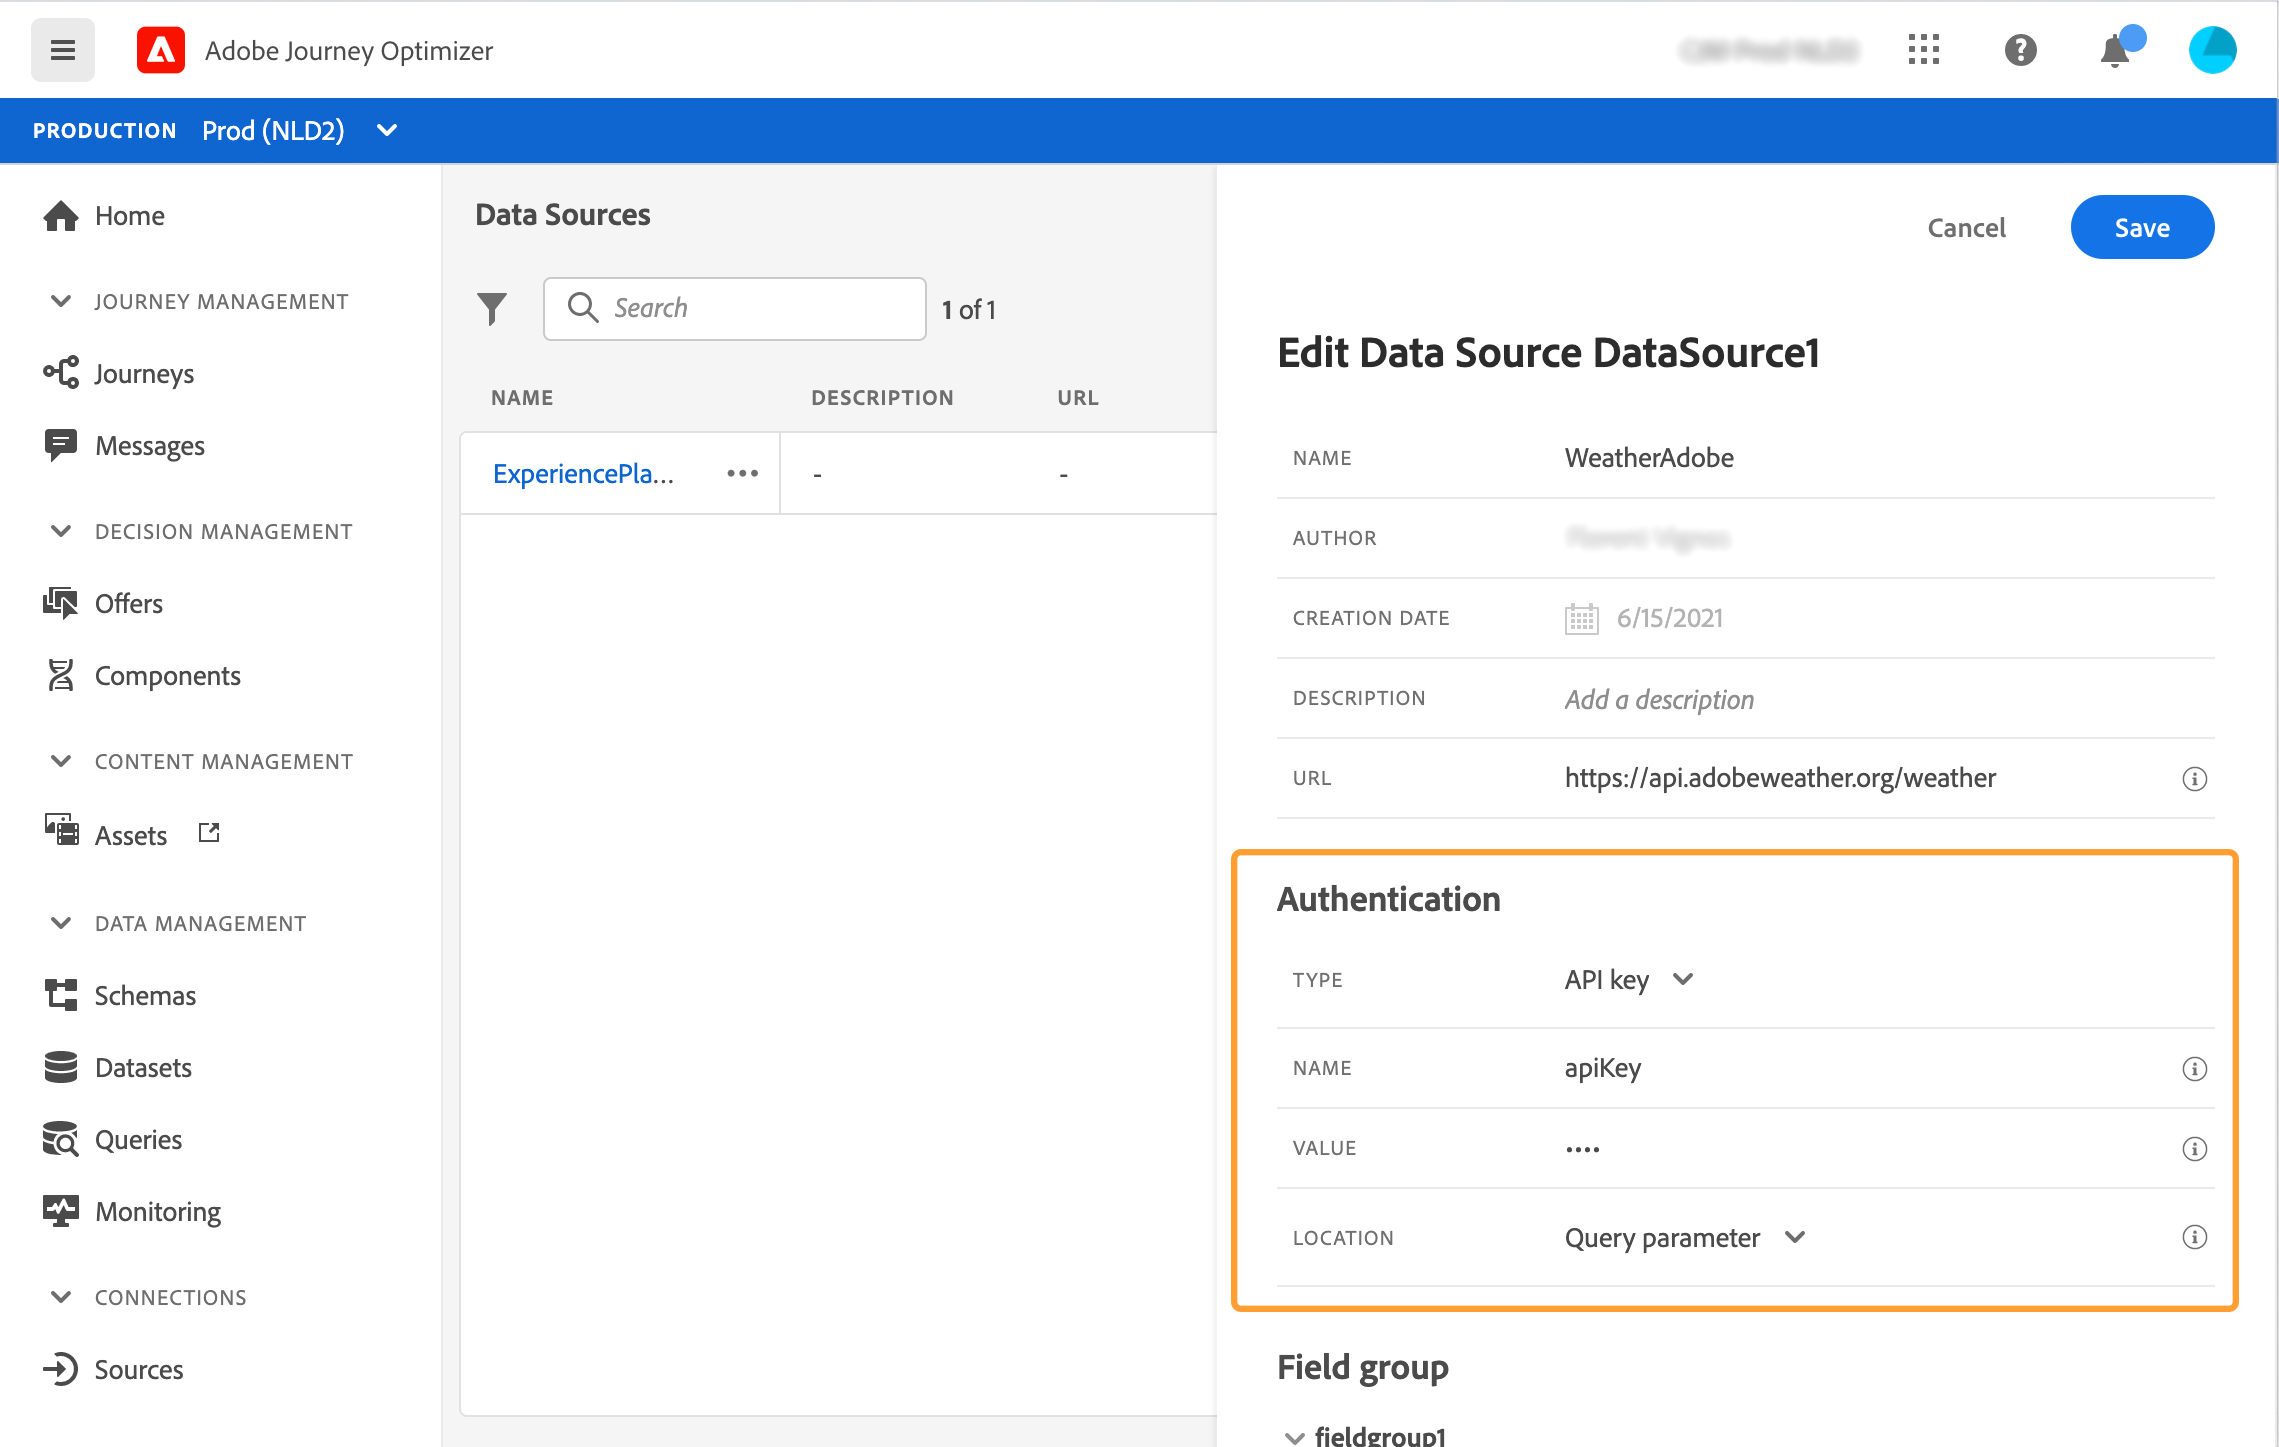 Adobe Journey Optimizer
PRODUCTION Prod (NLD2)
Home
JOURNEY MANAGEMENT
Journeys
Messages
DECISION MANAGEMENT
Offers
Components
CONTENT MANAGEMENT
Assets
DATA MANAGEMENT
Schemas
Datasets
Queries
Monitoring
CONNECTIONS
Sources
Data Sources
Search
1 of 1
NAME DESCRIPTION URL
ExperiencePla... - -
Cancel Save
Edit Data Source DataSource1
NAME WeatherAdobe
AUTHOR
CREATION DATE 6/15/2021
DESCRIPTION Add a description
URL https://api.adobeweather.org/weather
Authentication
TYPE API key
NAME apiKey
VALUE ••••
LOCATION Query parameter
Field group
fieldgroup1